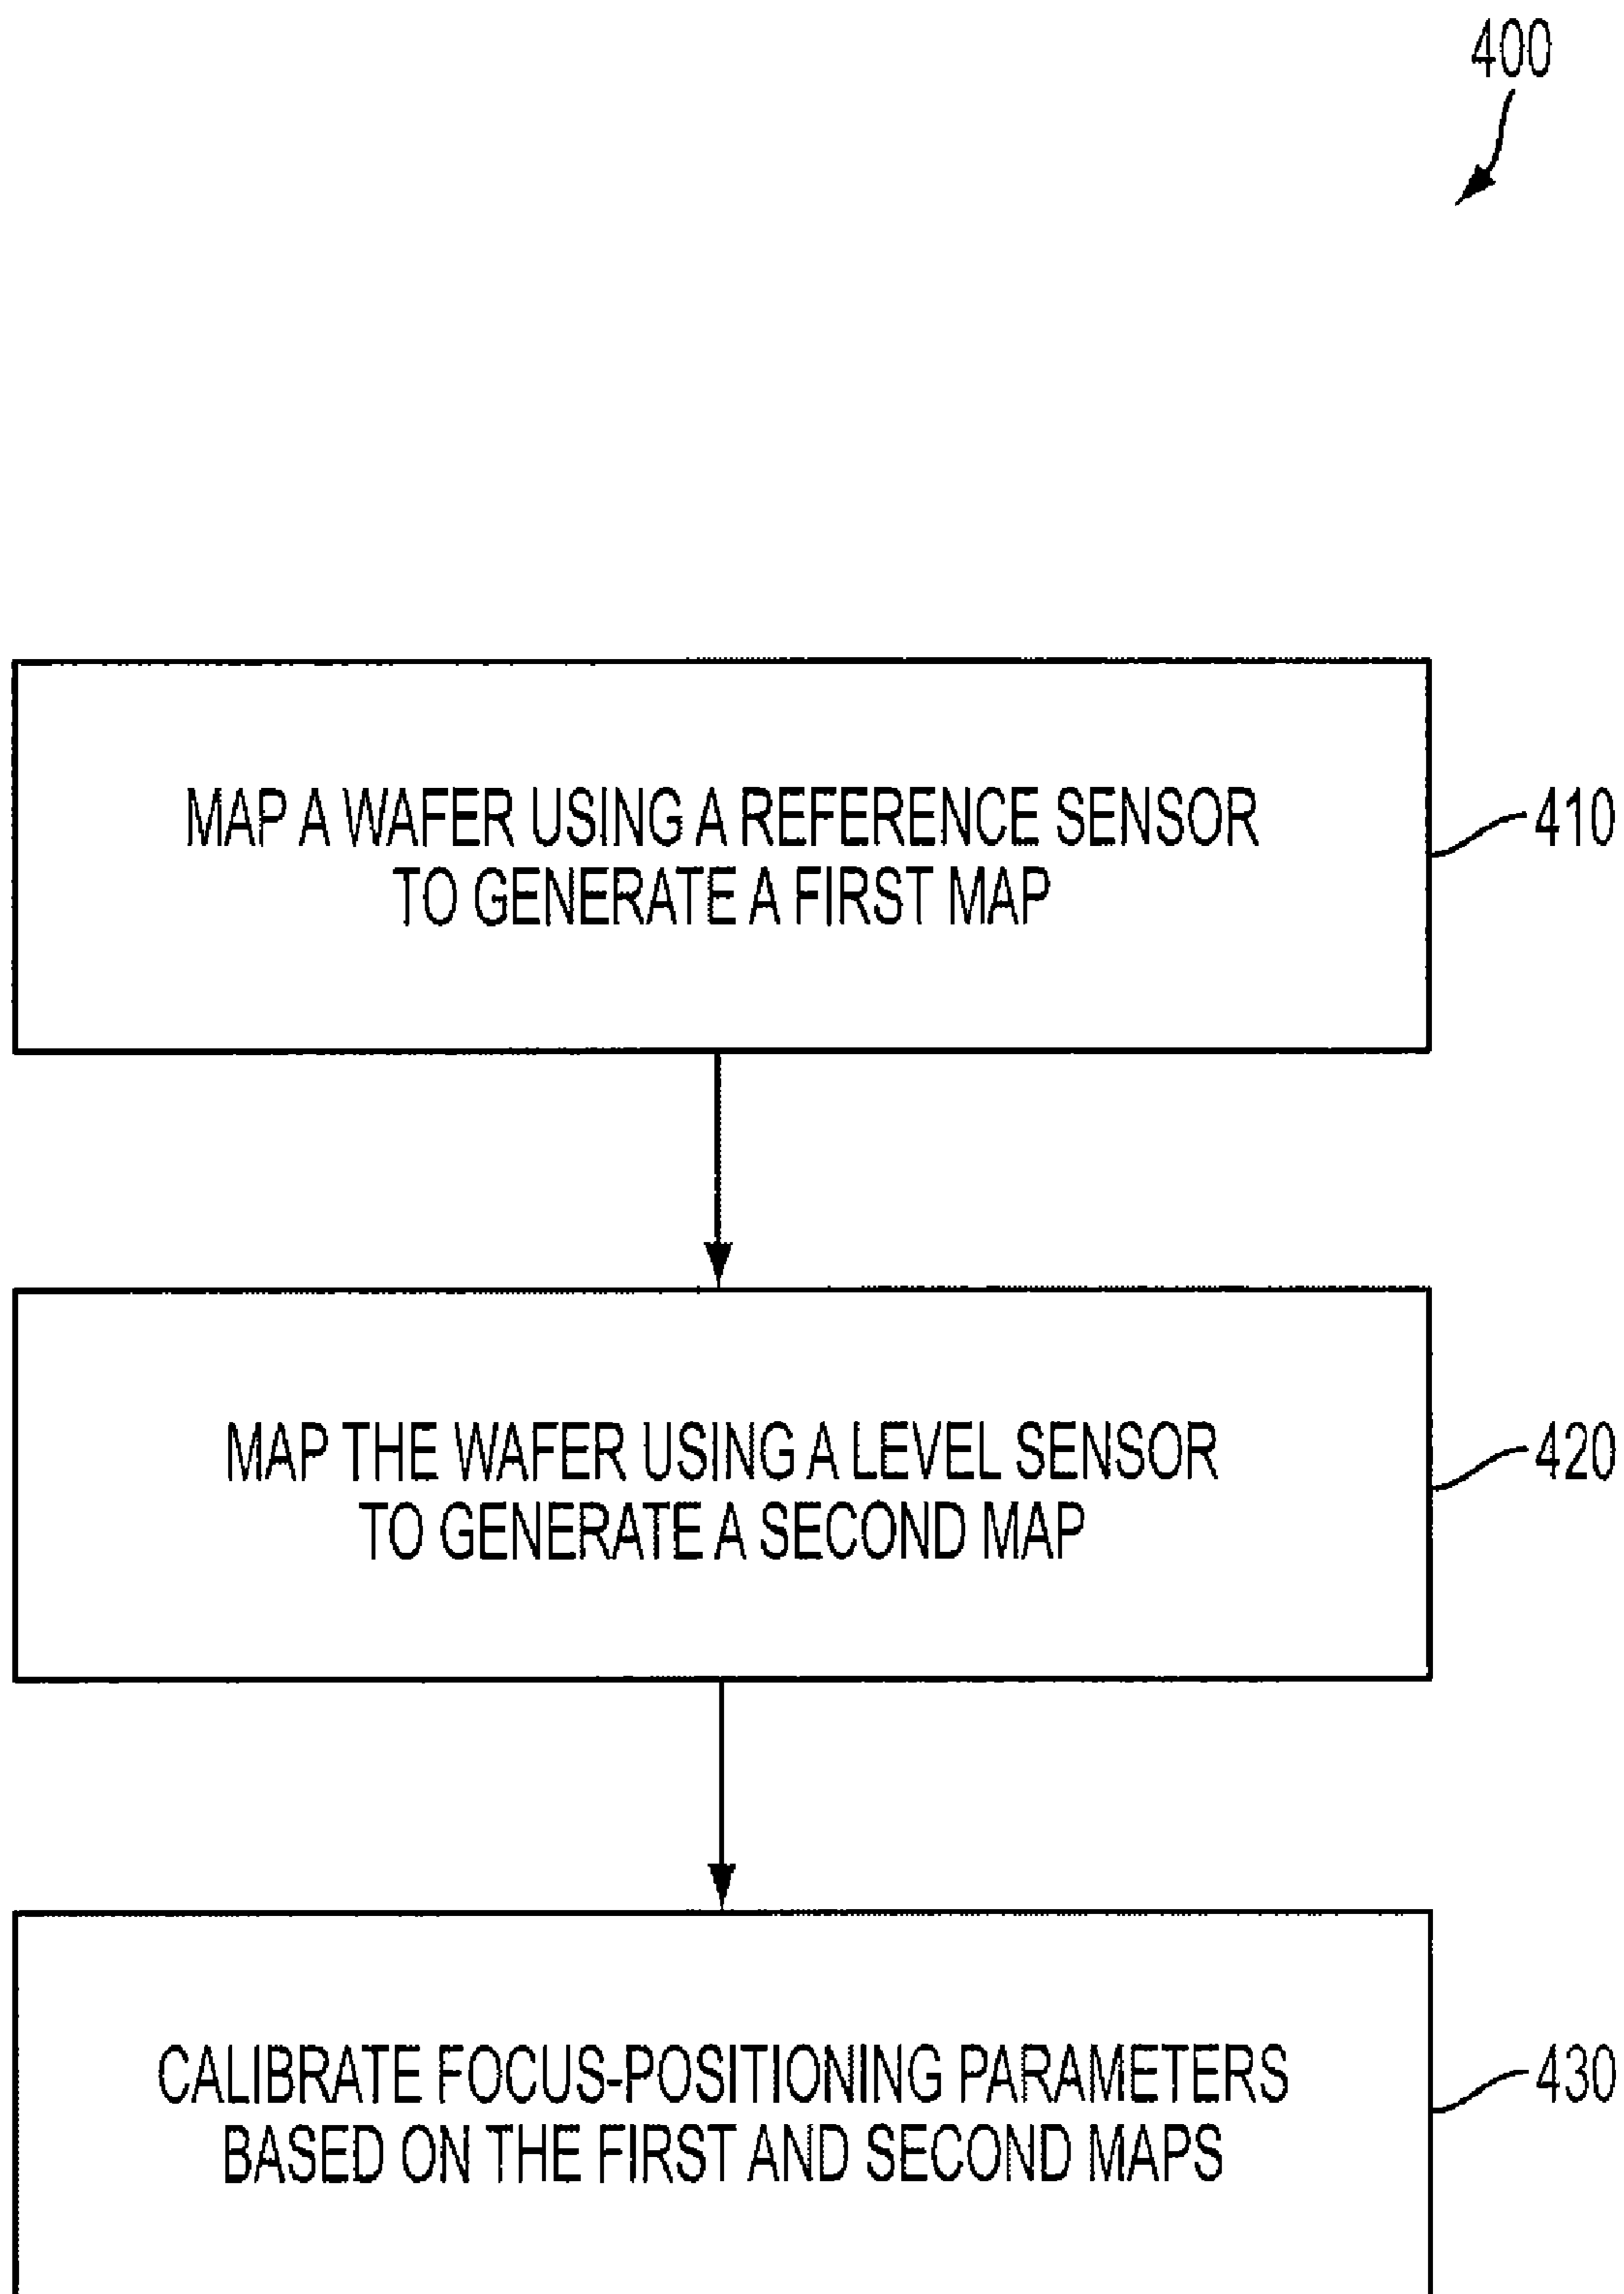 400
MAP A WAFER USING A REFERENCE SENSOR
TO GENERATE A FIRST MAP
410
MAP THE WAFER USING A LEVEL SENSOR
TO GENERATE A SECOND MAP
420
CALIBRATE FOCUS-POSITIONING PARAMETERS
BASED ON THE FIRST AND SECOND MAPS
430